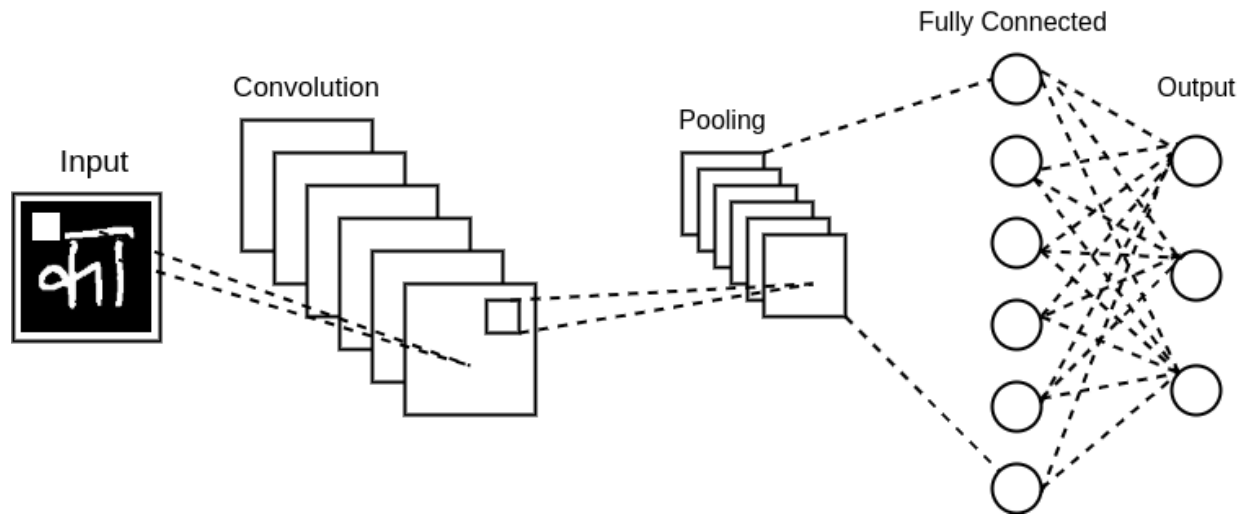 Fully Connected
Convolution
Output
Pooling
Input
का